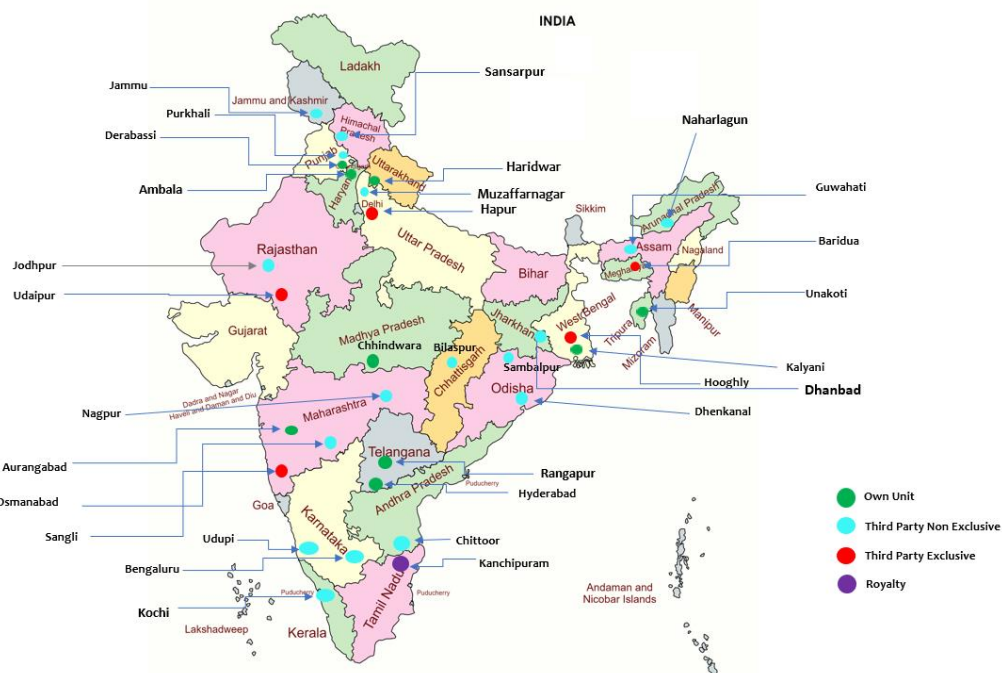 INDIA
Ladakh
Sansarpur
Jammu
Jammu and Kashmir
Purkhali
Himachal
Pradesh
Naharlagun
Derabassi
Punjab
Uttarakhand
Haridwar
Ambala
Haryana
Muzaffarnagar
Guwahati
Delhi
Hapur
Arunachal Pradesh
Sikkim
Assam
Nagaland
Baridua
Rajasthan
Uttar Pradesh
Bihar
Meghalaya
Jodhpur
Udaipur
Unakoti
Gujarat
Madhya Pradesh
Jharkhand
West Bengal
Tripura
Manipur
Mizoram
Chhindwara
Bilaspur
Chhattisgarh
Sambalpur
Kalyani
Hooghly
Odisha
Dhanbad
Dadra and Nagar
Haveli and Daman and Diu
Maharashtra
Nagpur
Dhenkanal
Aurangabad
Telangana
Rangapur
Osmanabad
Andhra Pradesh
Puducherry
Hyderabad
Goa
Own Unit
Sangli
Karnataka
Third Party Non Exclusive
Udupi
Chittoor
Third Party Exclusive
Bengaluru
Kanchipuram
Royalty
Puducherry
Puducherry
Andaman and
Nicobar Islands
Kochi
Tamil Nadu
Lakshadweep
Kerala